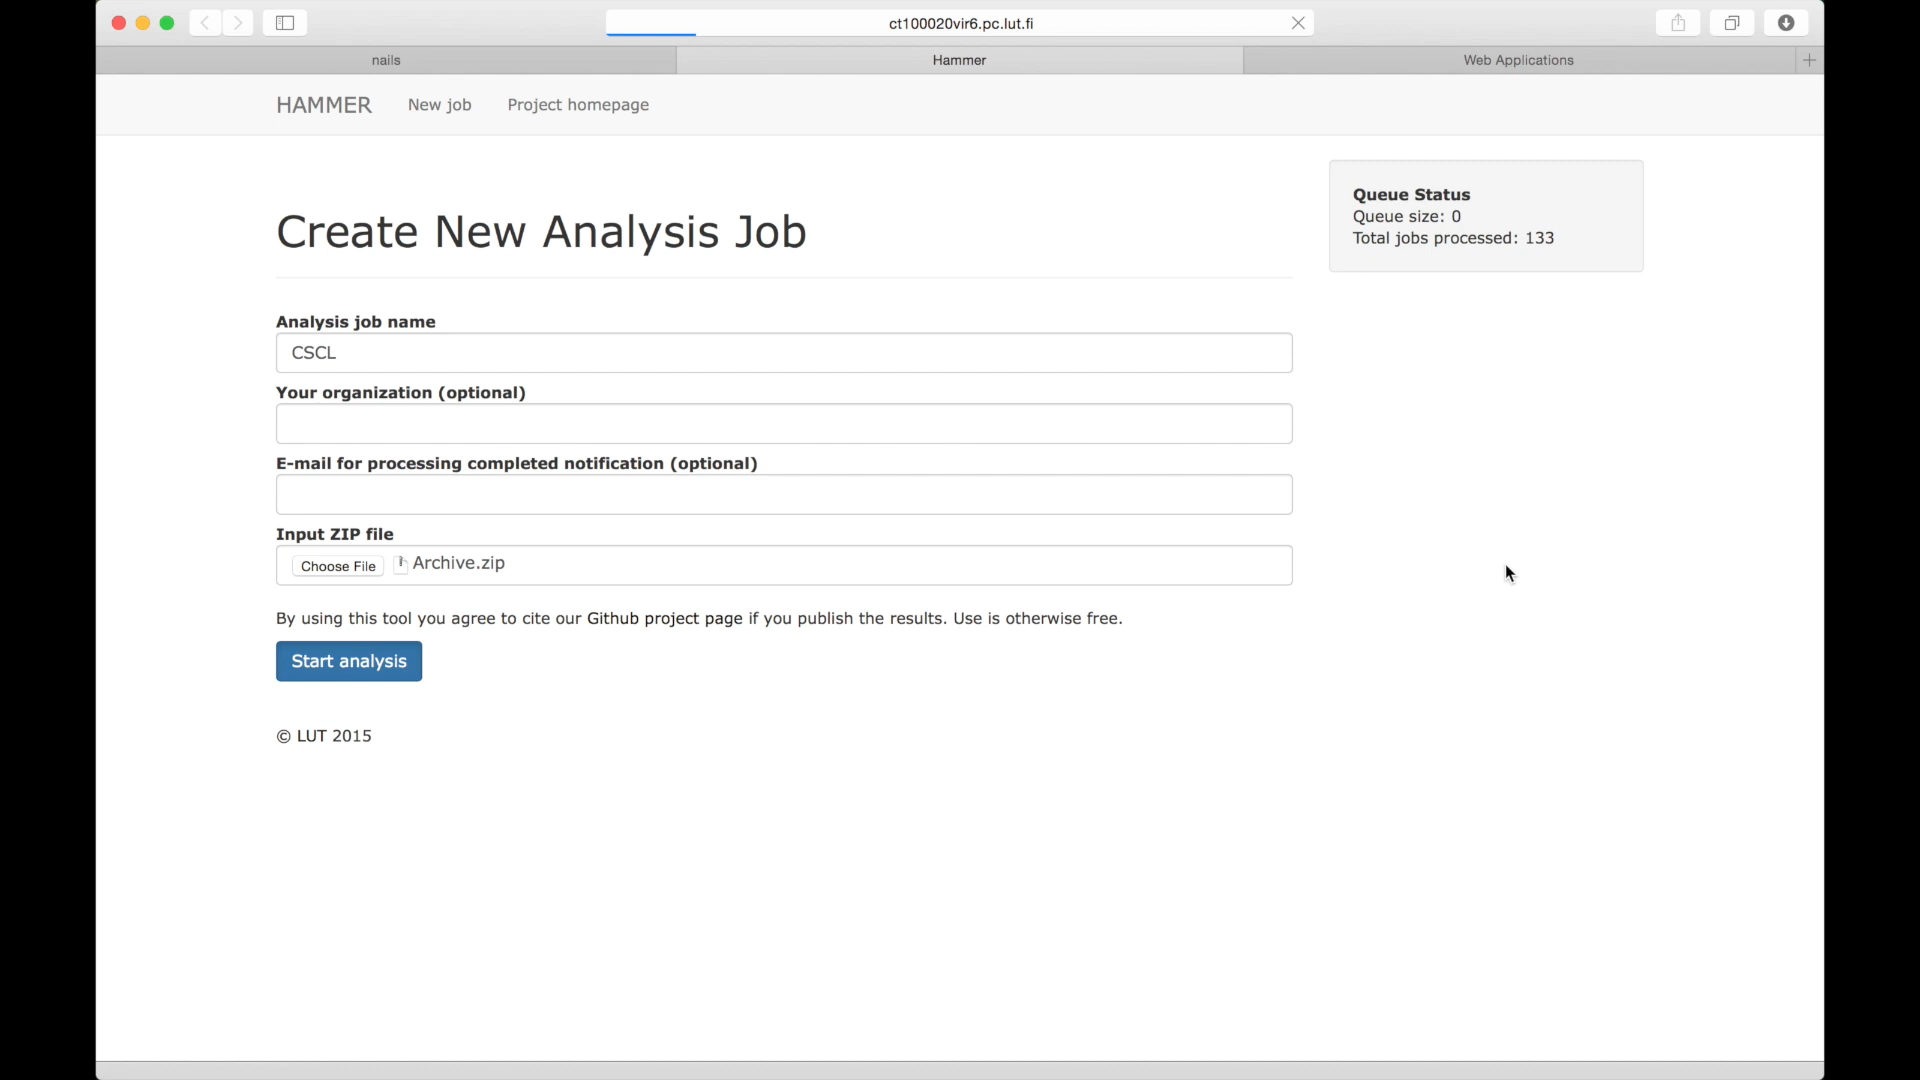 ct100020vir6.pc.lut.fi
nails
Hammer
Web Applications
HAMMER
New job
Project homepage
Queue Status
Queue size: 0
Total jobs processed: 133
Create New Analysis Job
Analysis job name
CSCL
Your organization (optional)
E-mail for processing completed notification (optional)
Input ZIP file
Choose File Archive.zip
By using this tool you agree to cite our Github project page if you publish the results. Use is otherwise free.
Start analysis
© LUT 2015